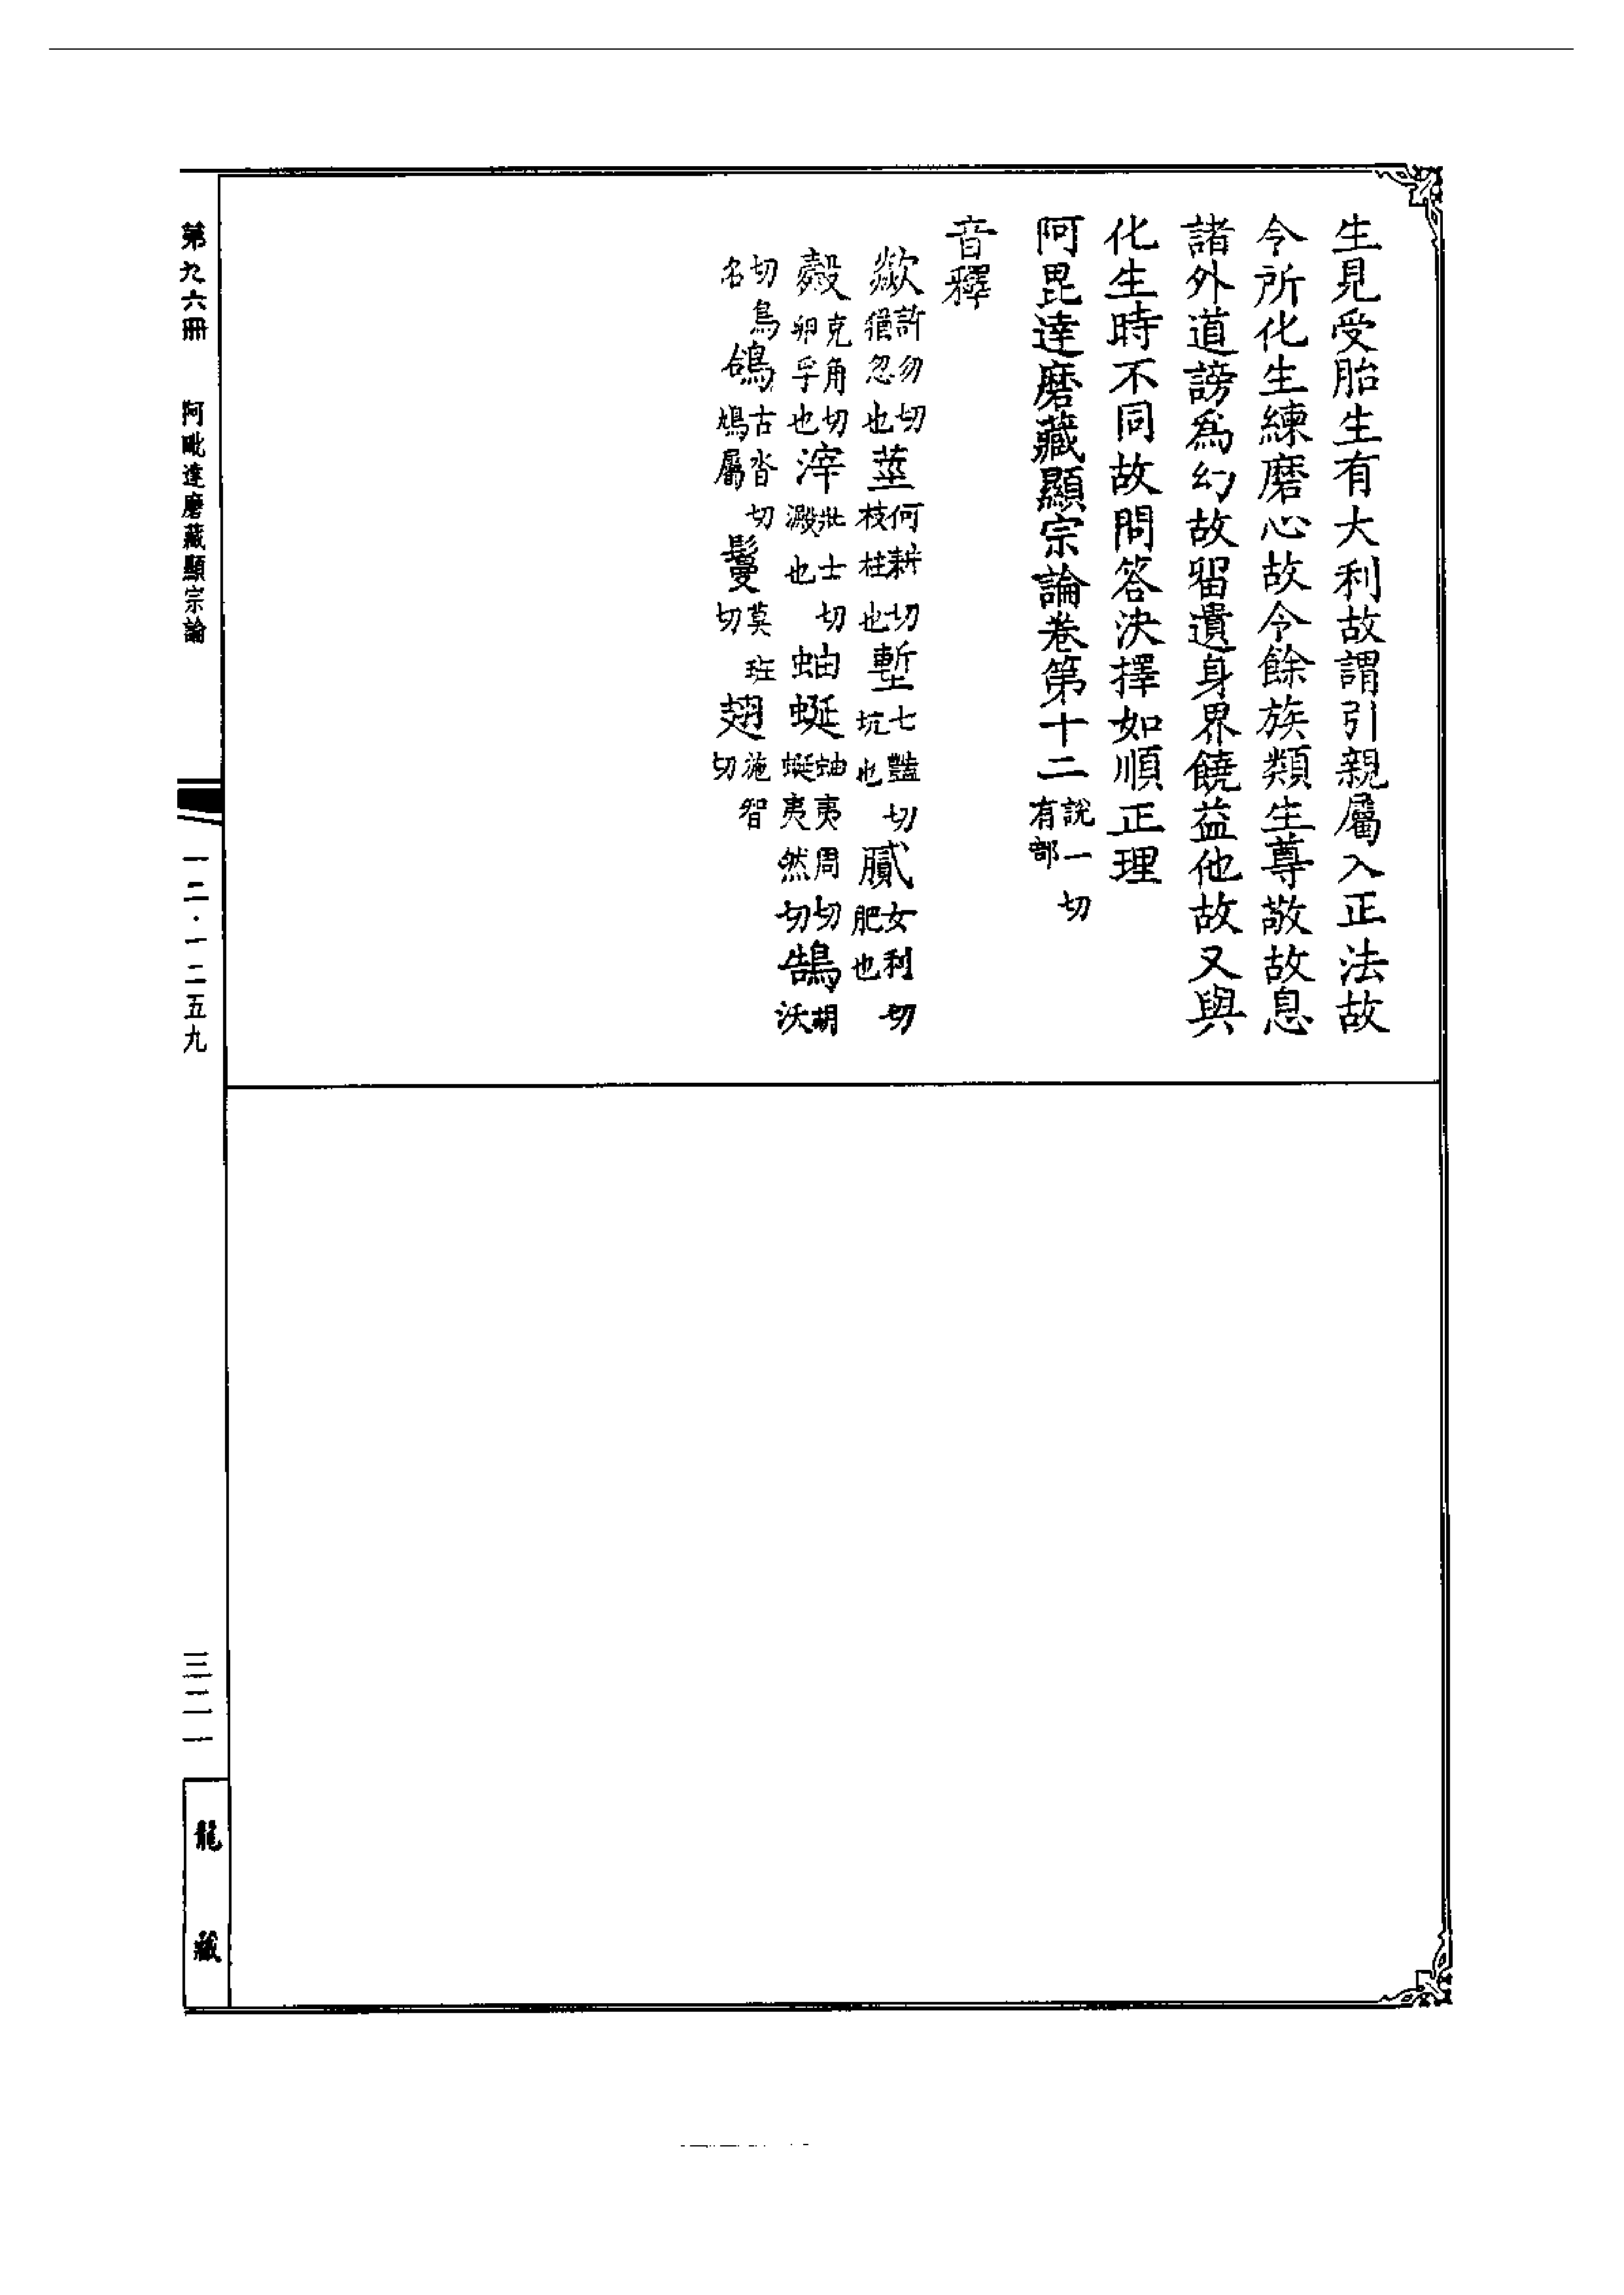 生見受胎生有大利故謂引親屬入正法故
令所化生練磨心故令餘族類生尊敬故息
諸外道謗爲幻故留遺身界饒益他故又與
化生時不同故問答決擇如順正理
阿毘達磨藏顯宗論卷第十二說一切有部
音釋
歘許勿切猶忽也莖何耕切枝柱也塹七豔切坑也膩女利切肥也
㲉克角切卵孚也滓壯士切澱也蚰蜒蚰夷周切蜒夷然切鵠胡沃
切鳥名鴿古沓切鳩屬鬘莫班切翅施智切
第九六冊 阿毗達磨藏顯宗論 一二·一二五九 三二一 龍藏